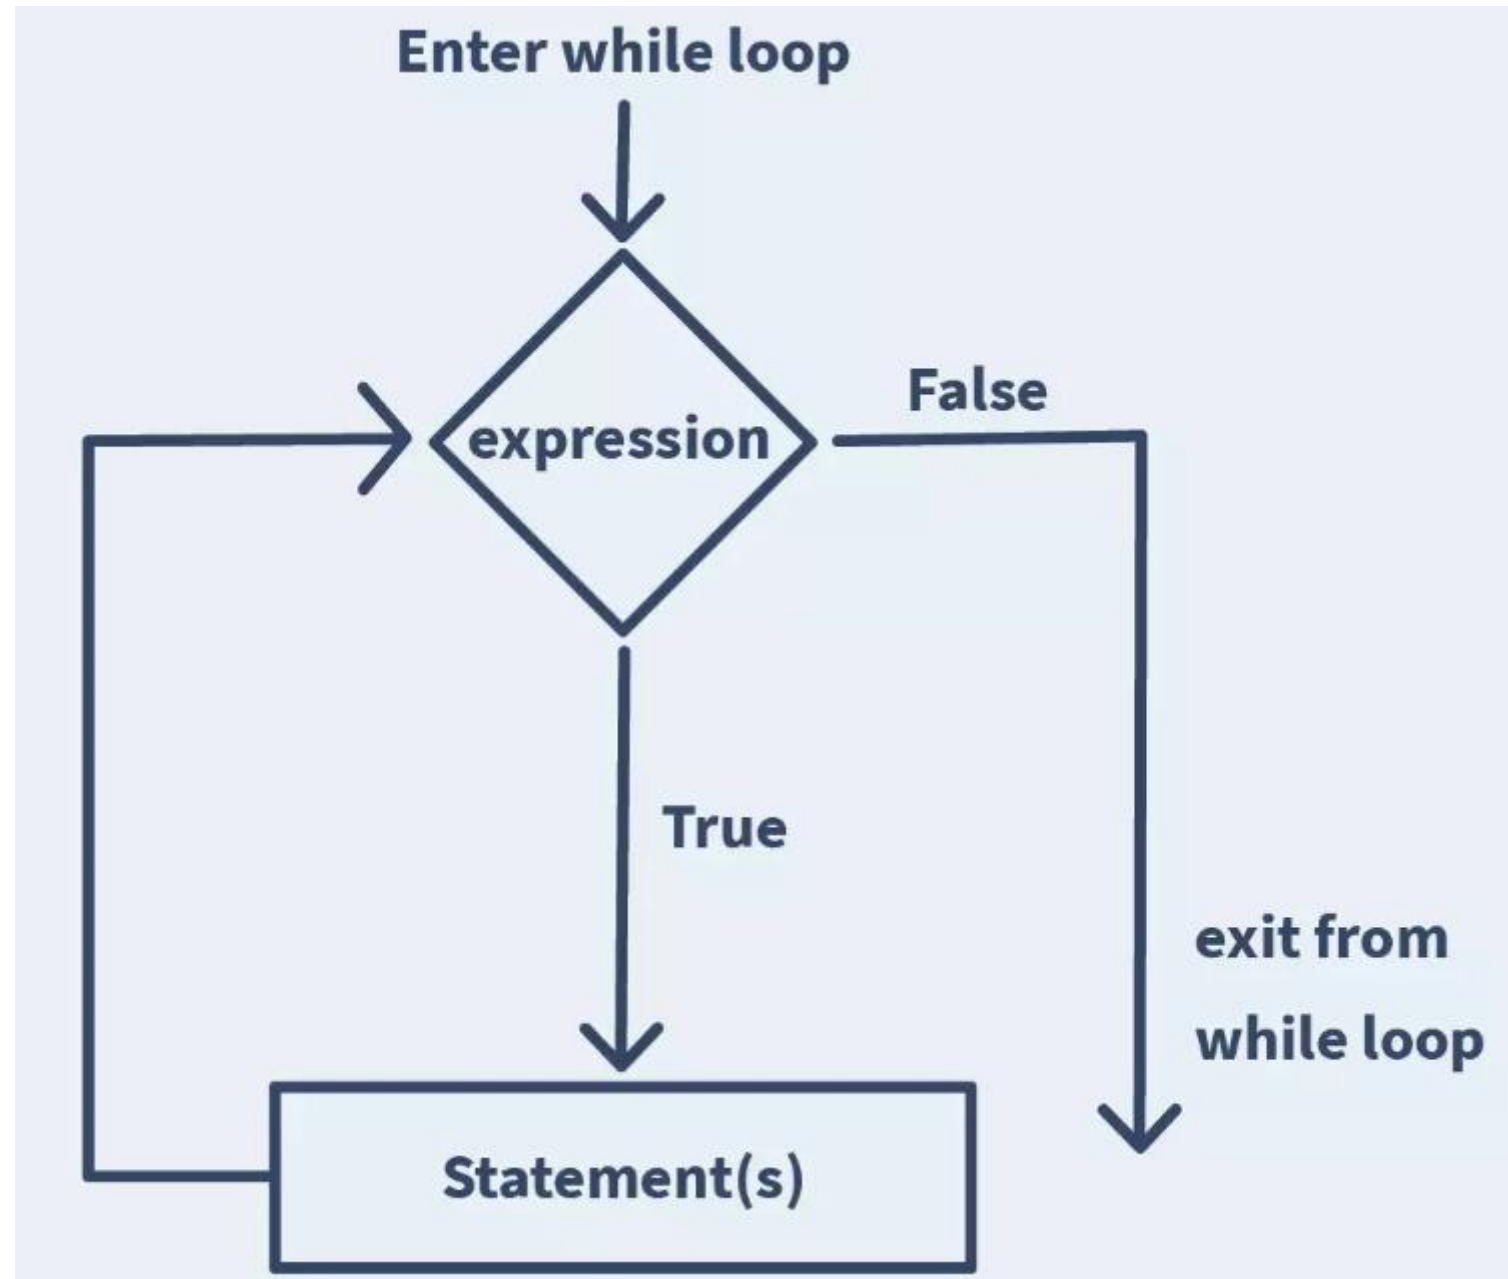 Enter while loop
expression
False
True
exit from
while loop
Statement(s)